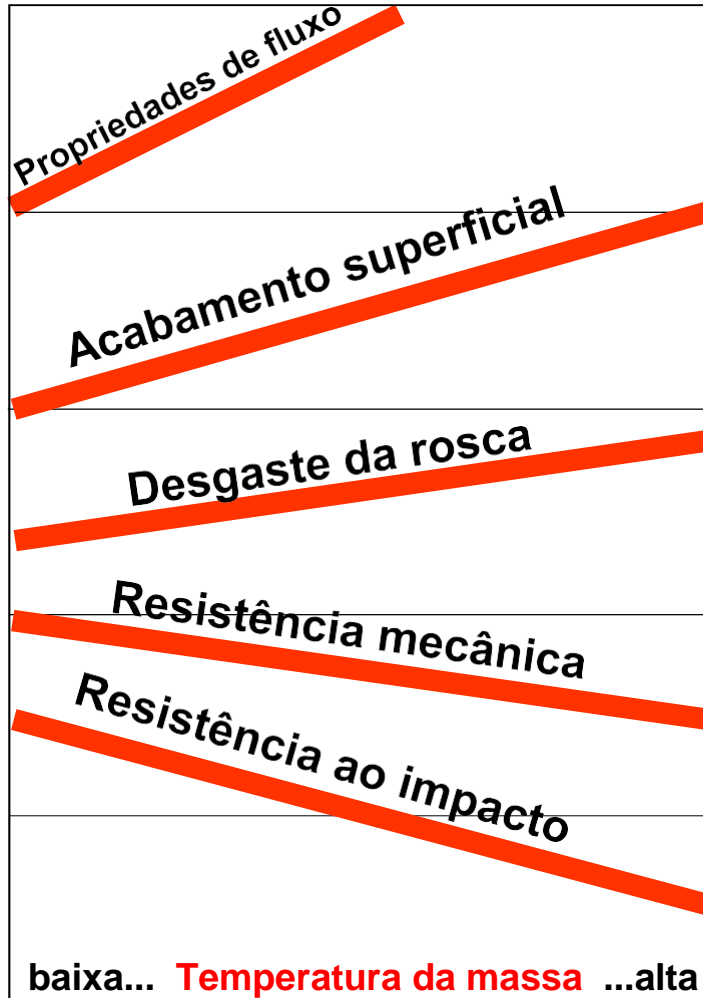 Propriedades de fluxo
Acabamento superficial
Desgaste da rosca
Resistência mecânica
Resistência ao impacto
baixa... Temperatura da massa ...alta